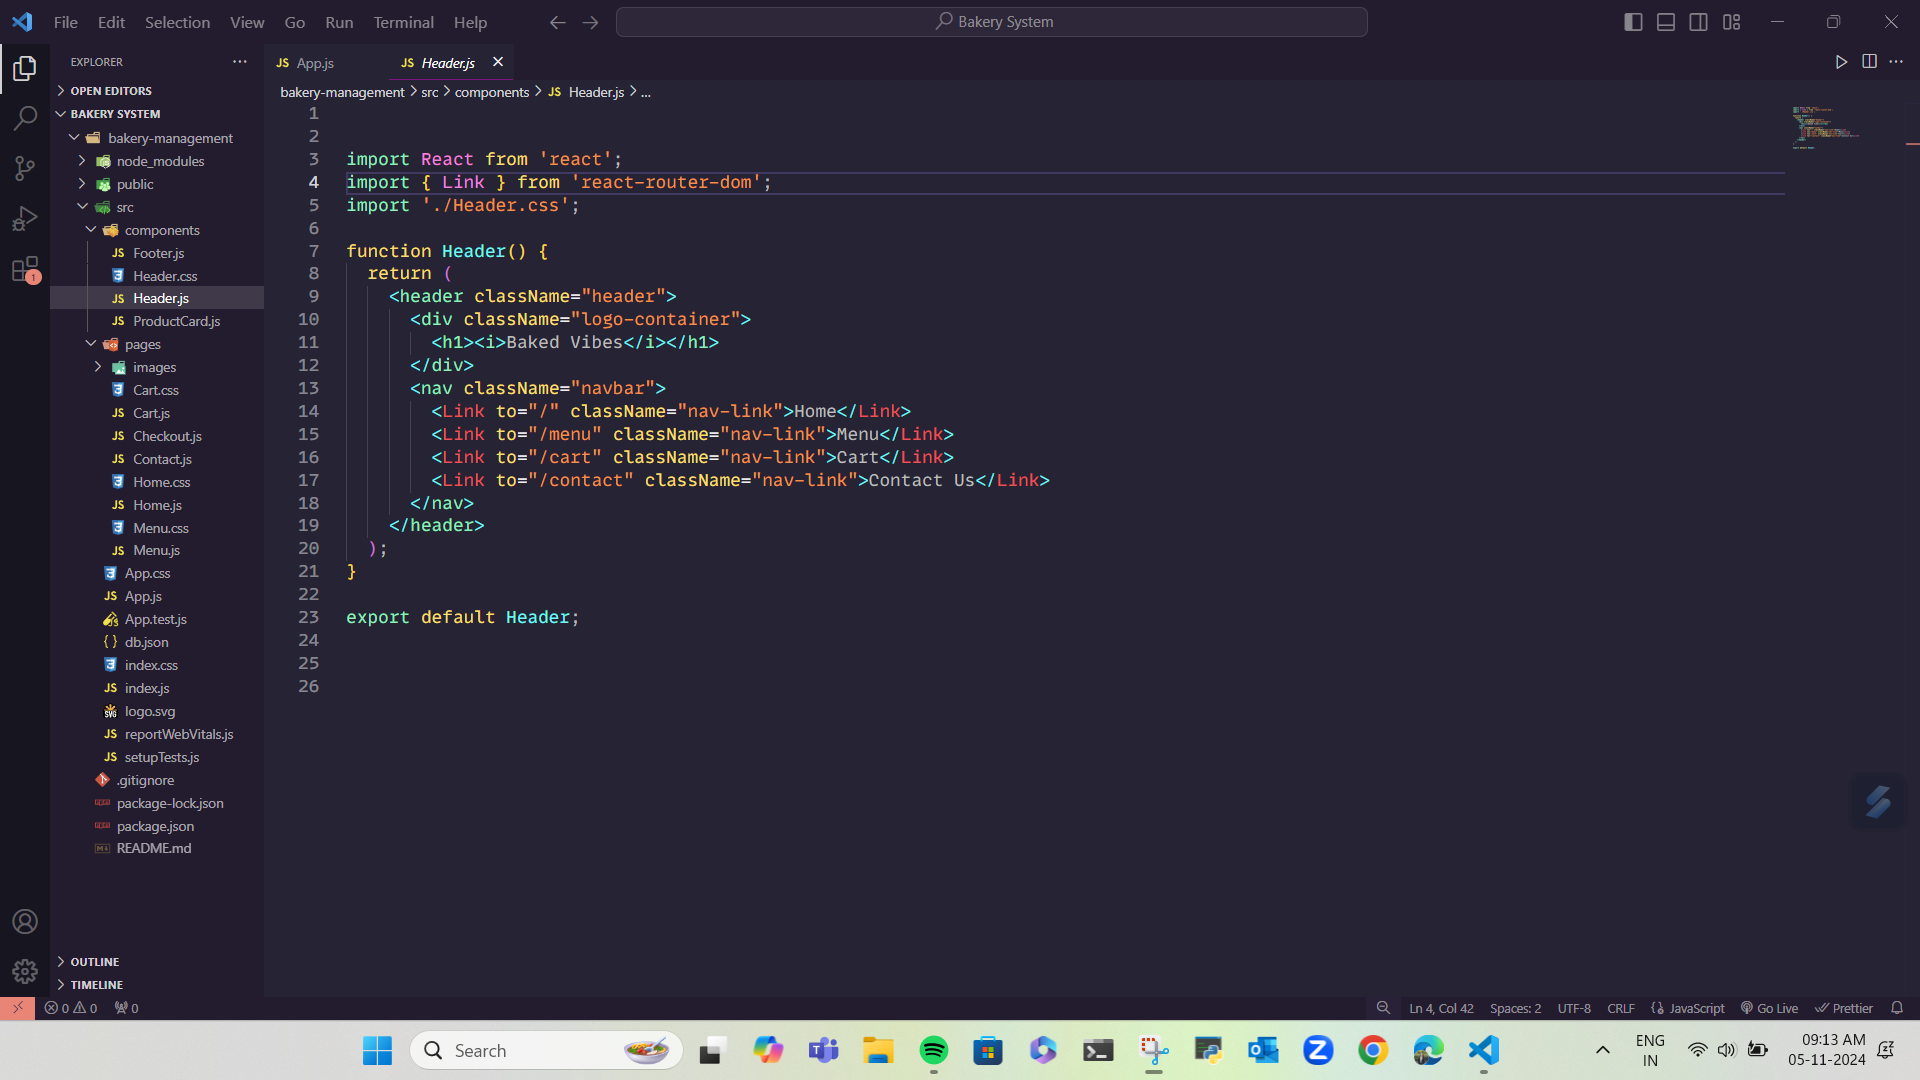 File Edit Selection View Go Run Terminal Help
Bakery System
EXPLORER
OPEN EDITORS
BAKERY SYSTEM
bakery-management
node_modules
public
src
components
Footer.js
Header.css
Header.js
ProductCard.js
pages
images
Cart.css
Cart.js
Checkout.js
Contact.js
Home.css
Home.js
Menu.css
Menu.js
App.css
App.js
App.test.js
db.json
index.css
index.js
logo.svg
reportWebVitals.js
setupTests.js
.gitignore
package-lock.json
package.json
README.md
OUTLINE
TIMELINE
JS App.js JS Header.js
bakery-management > src > components > JS Header.js > ...
1
2
3 import React from 'react';
4 import { Link } from 'react-router-dom';
5 import './Header.css';
6
7 function Header() {
8 return (
9 <header className="header">
10 <div className="logo-container">
11 <h1><i>Baked Vibes</i></h1>
12 </div>
13 <nav className="navbar">
14 <Link to="/" className="nav-link">Home</Link>
15 <Link to="/menu" className="nav-link">Menu</Link>
16 <Link to="/cart" className="nav-link">Cart</Link>
17 <Link to="/contact" className="nav-link">Contact Us</Link>
18 </nav>
19 </header>
20 );
21 }
22
23 export default Header;
24
25
26
0 0 0 Ln 4, Col 42 Spaces: 2 UTF-8 CRLF {} JavaScript Go Live Prettier
Search
ENG
IN
09:13 AM
05-11-2024